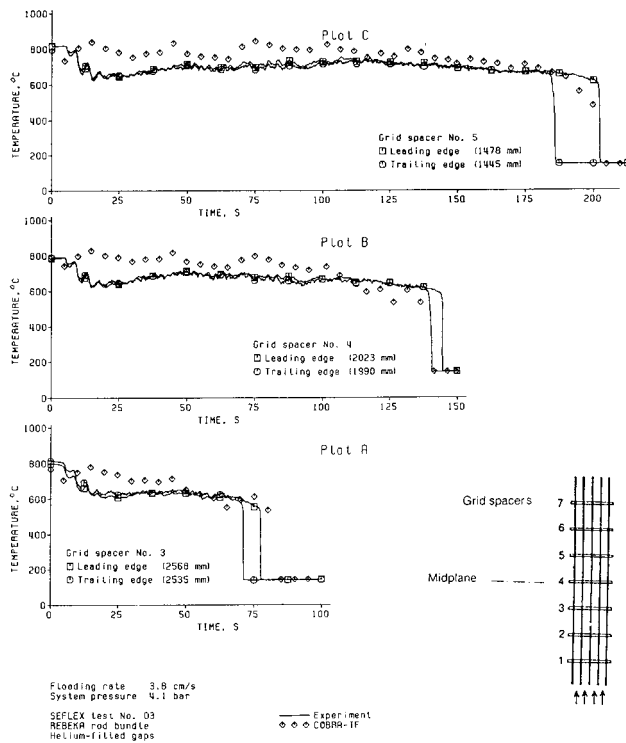 Plot C
1000
800
600
400
200
0
TEMPERATURE, °C
Grid spacer No. 5
Leading edge (1478 mm)
Trailing edge (1445 mm)
0 25 50 75 100 125 150 175 200
TIME, S
Plot B
1000
800
600
400
200
0
TEMPERATURE, °C
Grid spacer No. 4
Leading edge (2023 mm)
Trailing edge (1990 mm)
0 25 50 75 100 125 150
TIME, S
Plot A
1000
800
600
400
200
0
TEMPERATURE, °C
Grid spacer No. 3
Leading edge (2568 mm)
Trailing edge (2535 mm)
0 25 50 75 100
TIME, S
Grid spacers
Midplane
7
6
5
4
3
2
1
Flooding rate 3.8 cm/s
System pressure 4.1 bar
SEFLEX test No. 03
REBEKA rod bundle
Helium-filled gaps
Experiment
COBRA-TF